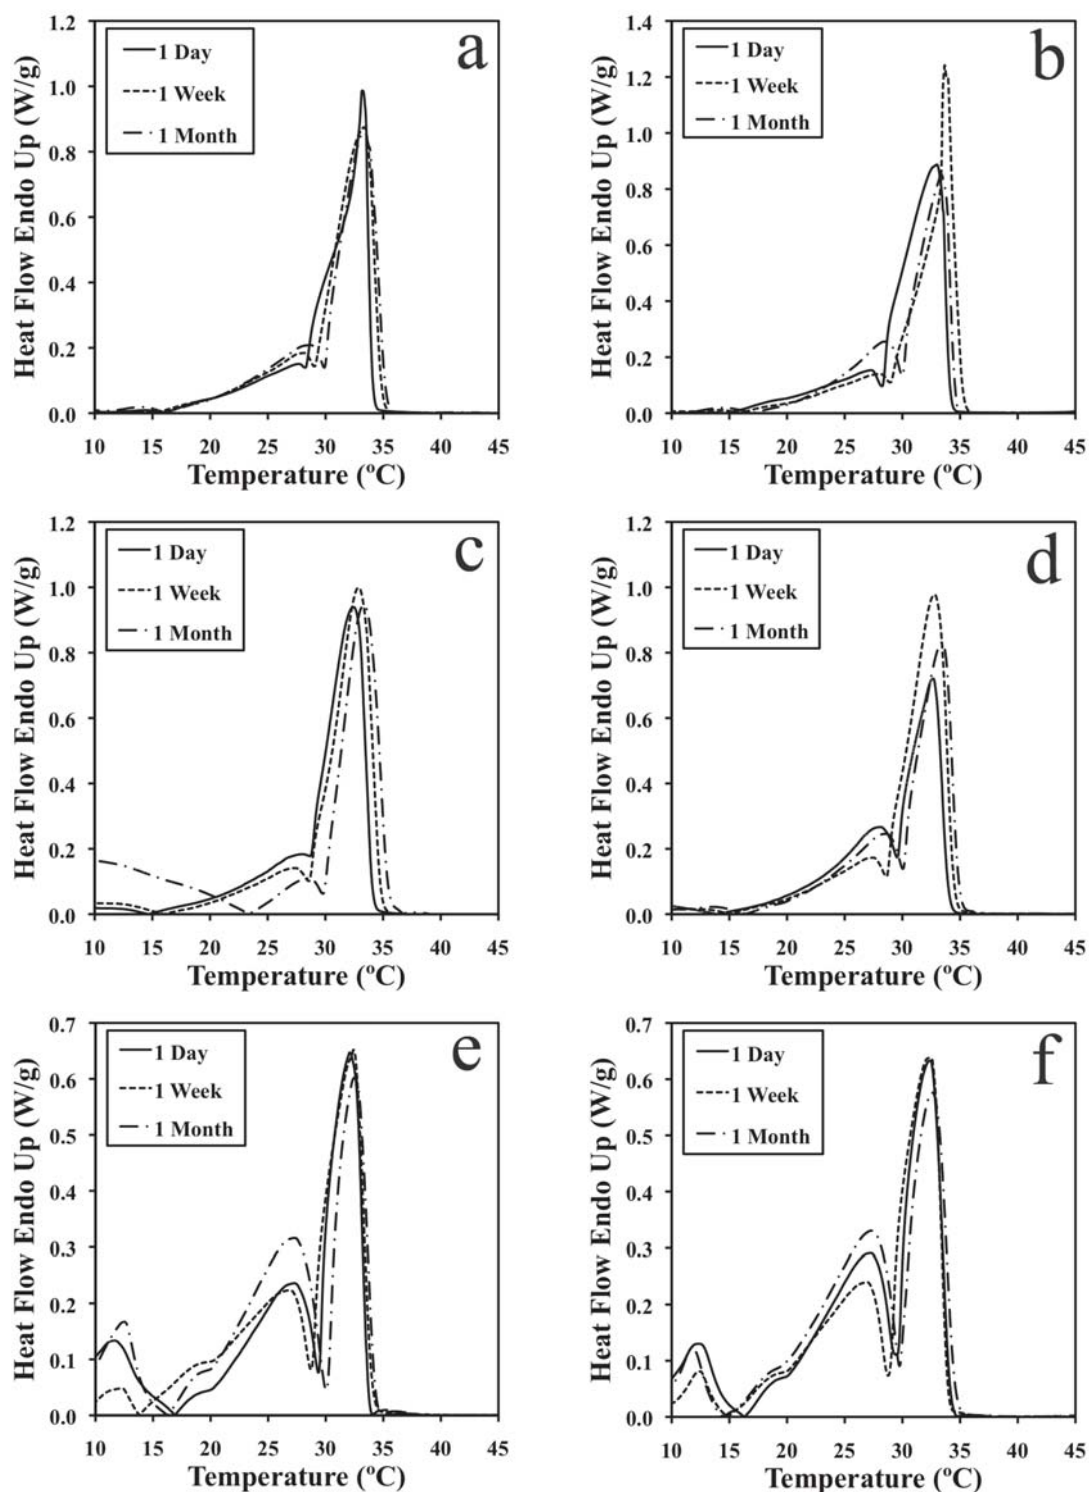 Heat Flow Endo Up (W/g)
1.2
1.0
0.8
0.6
0.4
0.2
0.0
1 Day
1 Week
1 Month
a
10 15 20 25 30 35 40 45
Temperature (ºC)
Heat Flow Endo Up (W/g)
1.4
1.2
1.0
0.8
0.6
0.4
0.2
0.0
1 Day
1 Week
1 Month
b
10 15 20 25 30 35 40 45
Temperature (ºC)
Heat Flow Endo Up (W/g)
1.2
1.0
0.8
0.6
0.4
0.2
0.0
1 Day
1 Week
1 Month
c
10 15 20 25 30 35 40 45
Temperature (ºC)
Heat Flow Endo Up (W/g)
1.2
1.0
0.8
0.6
0.4
0.2
0.0
1 Day
1 Week
1 Month
d
10 15 20 25 30 35 40 45
Temperature (ºC)
Heat Flow Endo Up (W/g)
0.7
0.6
0.5
0.4
0.3
0.2
0.1
0.0
1 Day
1 Week
1 Month
e
10 15 20 25 30 35 40 45
Temperature (ºC)
Heat Flow Endo Up (W/g)
0.7
0.6
0.5
0.4
0.3
0.2
0.1
0.0
1 Day
1 Week
1 Month
f
10 15 20 25 30 35 40 45
Temperature (ºC)